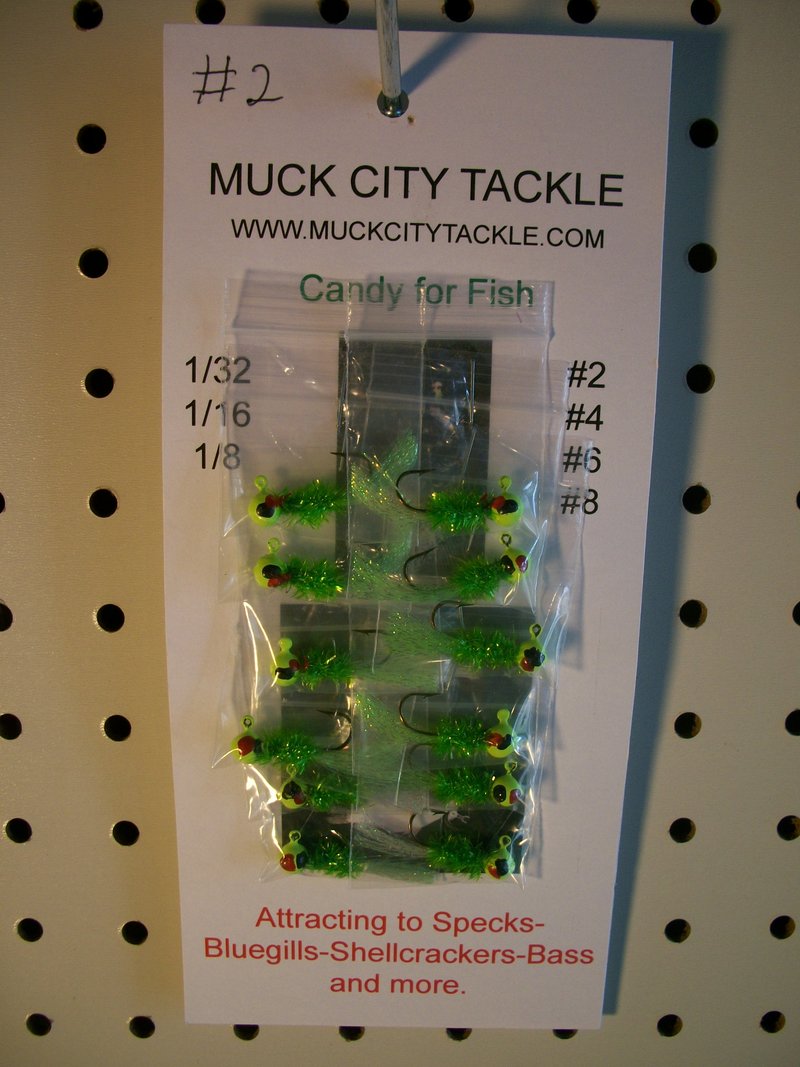 #2
MUCK CITY TACKLE
WWW.MUCKCITYTACKLE.COM
Candy for Fish
1/32
1/16
1/8
#2
#4
#6
#8
Attracting to Specks-
Bluegills-Shellcrackers-Bass
and more.